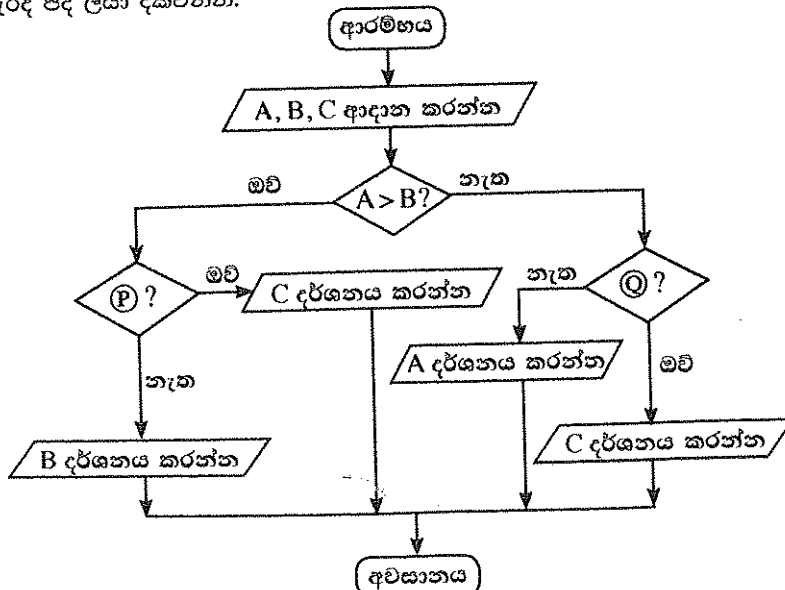 ආරම්භය
A, B, C ආදාන කරන්න
ඔව්
A > B?
නැත
Ⓟ ?
ඔව්
C දර්ශනය කරන්න
නැත
Ⓠ ?
A දර්ශනය කරන්න
නැත
ඔව්
B දර්ශනය කරන්න
C දර්ශනය කරන්න
අවසානය